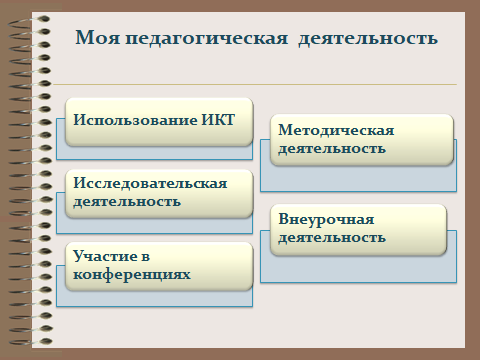 Моя педагогическая деятельность
Использование ИКТ
Исследовательская
деятельность
Участие в
конференциях
Методическая
деятельность
Внеурочная
деятельность